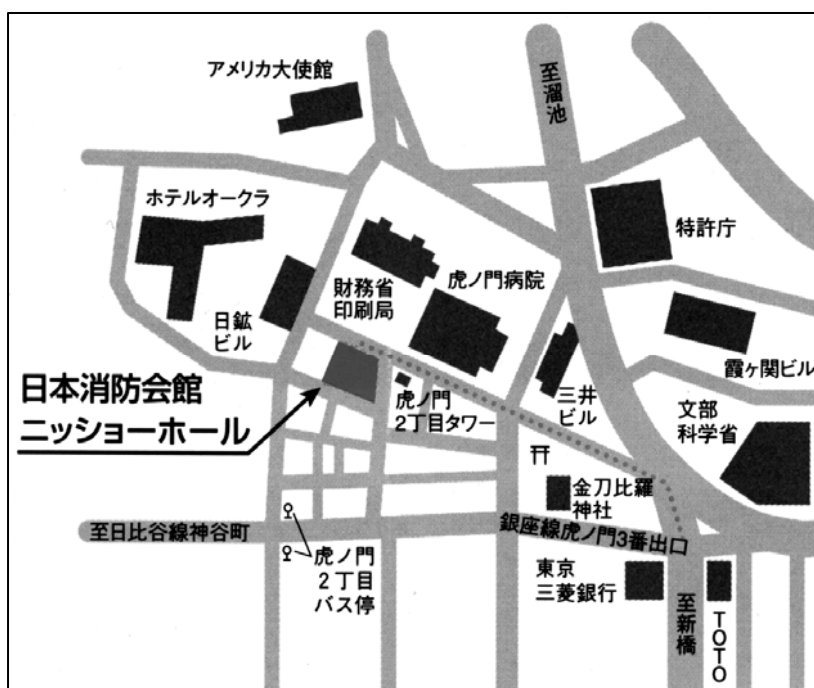 アメリカ大使館
至溜池
ホテルオークラ
特許庁
財務省
印刷局
虎ノ門病院
日鉱
ビル
霞ヶ関ビル
三井
ビル
日本消防会館
ニッショーホール
虎ノ門
2丁目タワー
文部
科学省
金刀比羅
神社
至日比谷線神谷町
銀座線虎ノ門3番出口
虎ノ門
2丁目
バス停
東京
三菱銀行
至新橋
TOTO